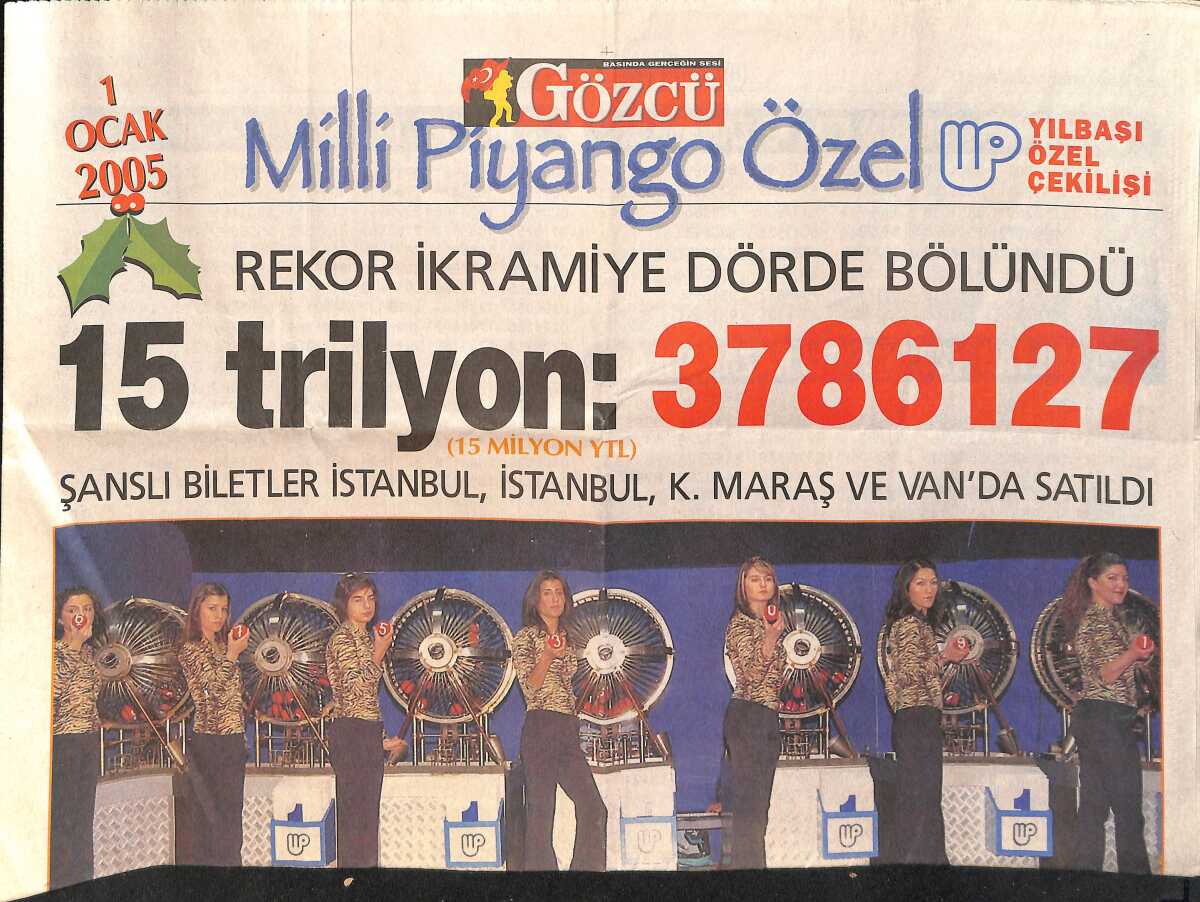 1
OCAK
2005
BASINDA GERÇEĞİN SESİ
GÖZCÜ
Milli Piyango Özel
YILBAŞI
ÖZEL
ÇEKİLİŞİ
REKOR İKRAMİYE DÖRDE BÖLÜNDÜ
15 trilyon: 3786127
(15 MİLYON YTL)
ŞANSLI BİLETLER İSTANBUL, İSTANBUL, K. MARAŞ VE VAN'DA SATILDI